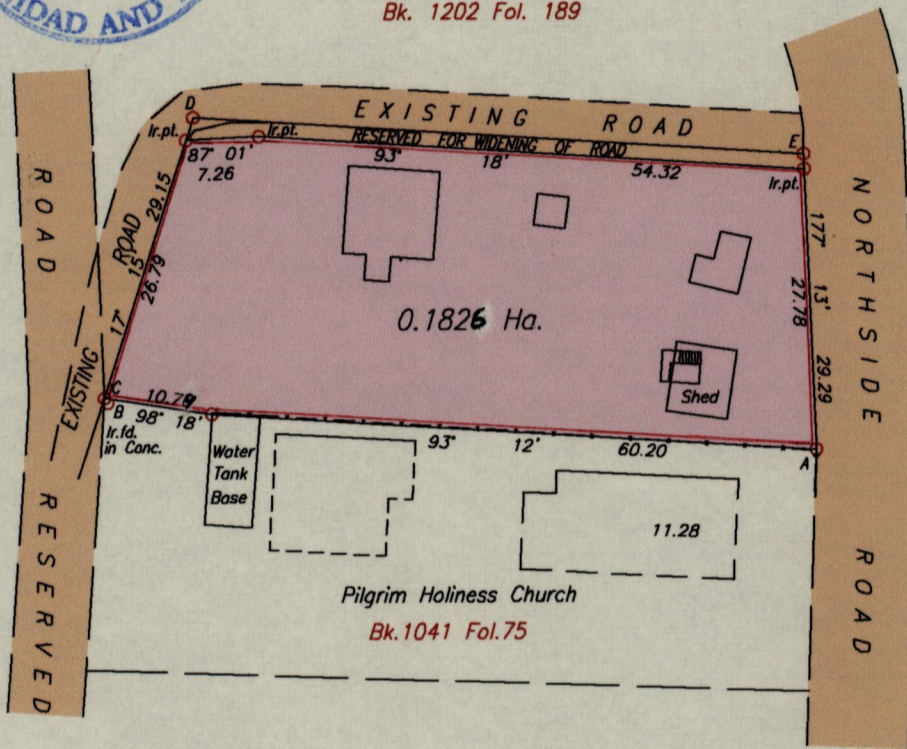 IDAD AND
Bk. 1202 Fol. 189
D
EXISTING ROAD
Ir.pt.
Ir.pt.
RESERVED FOR WIDENING OF ROAD
E
87° 01'
7.26
93° 18'
54.32
Ir.pt.
ROAD
ROAD
29.15
17° 15'
26.79
177° 13'
27.78
29.29
NORTHSIDE
0.1826 Ha.
Shed
EXISTING
C
10.79
B
98° 18'
Ir.fd.
in Conc.
Water
Tank
Base
93° 12'
60.20
A
11.28
RESERVED
ROAD
Pilgrim Holiness Church
Bk.1041 Fol.75